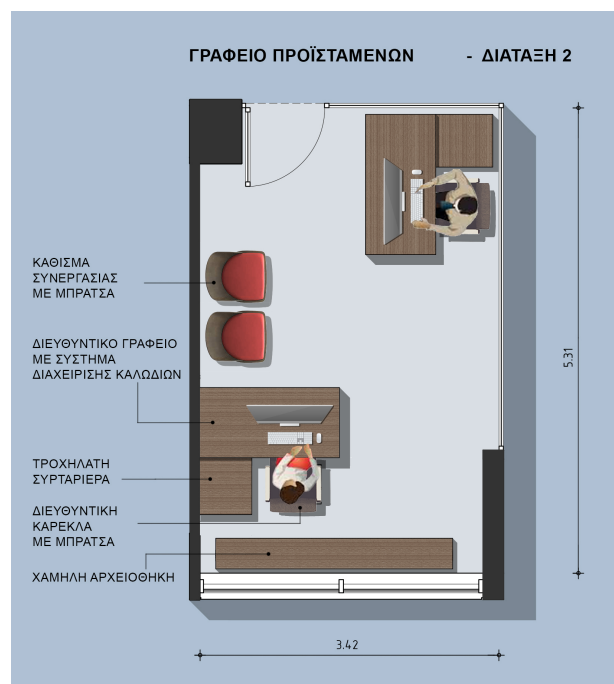 ΓΡΑΦΕΙΟ ΠΡΟΪΣΤΑΜΕΝΩΝ - ΔΙΑΤΑΞΗ 2
ΚΑΘΙΣΜΑ
ΣΥΝΕΡΓΑΣΙΑΣ
ΜΕ ΜΠΡΑΤΣΑ
ΔΙΕΥΘΥΝΤΙΚΟ ΓΡΑΦΕΙΟ
ΜΕ ΣΥΣΤΗΜΑ
ΔΙΑΧΕΙΡΙΣΗΣ ΚΑΛΩΔΙΩΝ
ΤΡΟΧΗΛΑΤΗ
ΣΥΡΤΑΡΙΕΡΑ
ΔΙΕΥΘΥΝΤΙΚΗ
ΚΑΡΕΚΛΑ
ΜΕ ΜΠΡΑΤΣΑ
ΧΑΜΗΛΗ ΑΡΧΕΙΟΘΗΚΗ
5.31
3.42